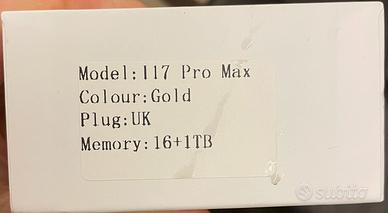 Model:I17 Pro Max
Colour:Gold
Plug:UK
Memory:16+1TB
subito